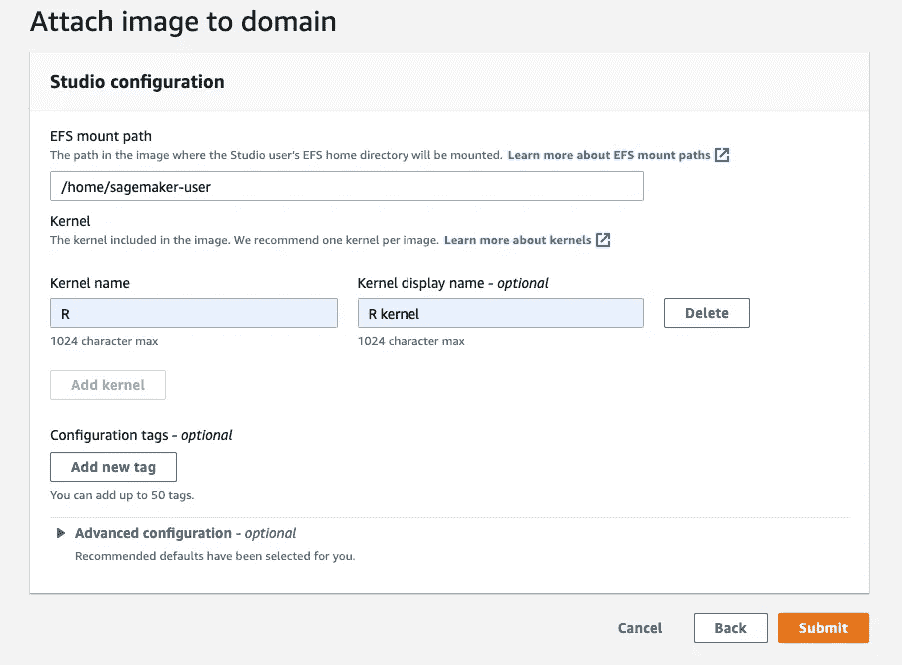 Attach image to domain
Studio configuration
EFS mount path
The path in the image where the Studio user's EFS home directory will be mounted. Learn more about EFS mount paths
/home/sagemaker-user
Kernel
The kernel included in the image. We recommend one kernel per image. Learn more about kernels
Kernel name
Kernel display name - optional
R
R kernel
Delete
1024 character max
1024 character max
Add kernel
Configuration tags - optional
Add new tag
You can add up to 50 tags.
Advanced configuration - optional
Recommended defaults have been selected for you.
Cancel
Back
Submit